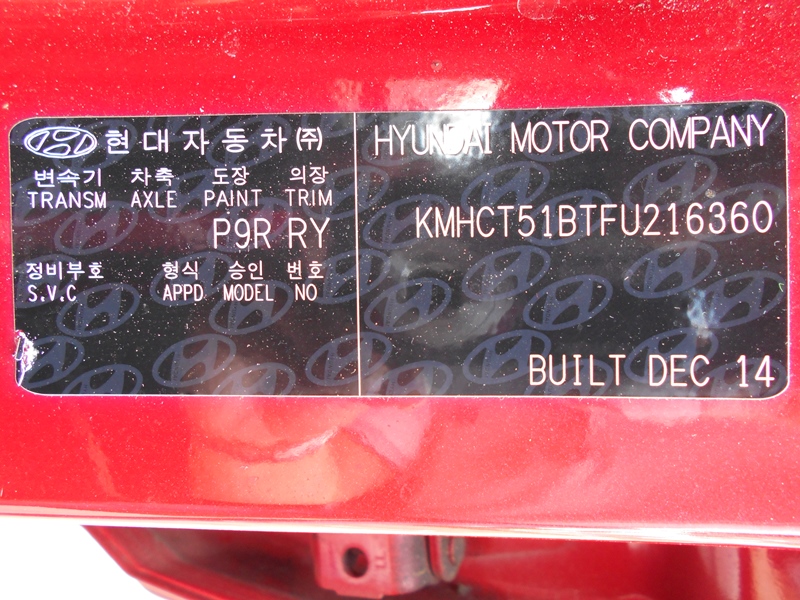 현대자동차(주)
변속기 차축 도장 의장
TRANSM AXLE PAINT TRIM
P9R RY
정비부호 형식 승인 번호
S.V.C APPD MODEL NO
HYUNDAI MOTOR COMPANY
KMHCT51BTFU216360
BUILT DEC 14